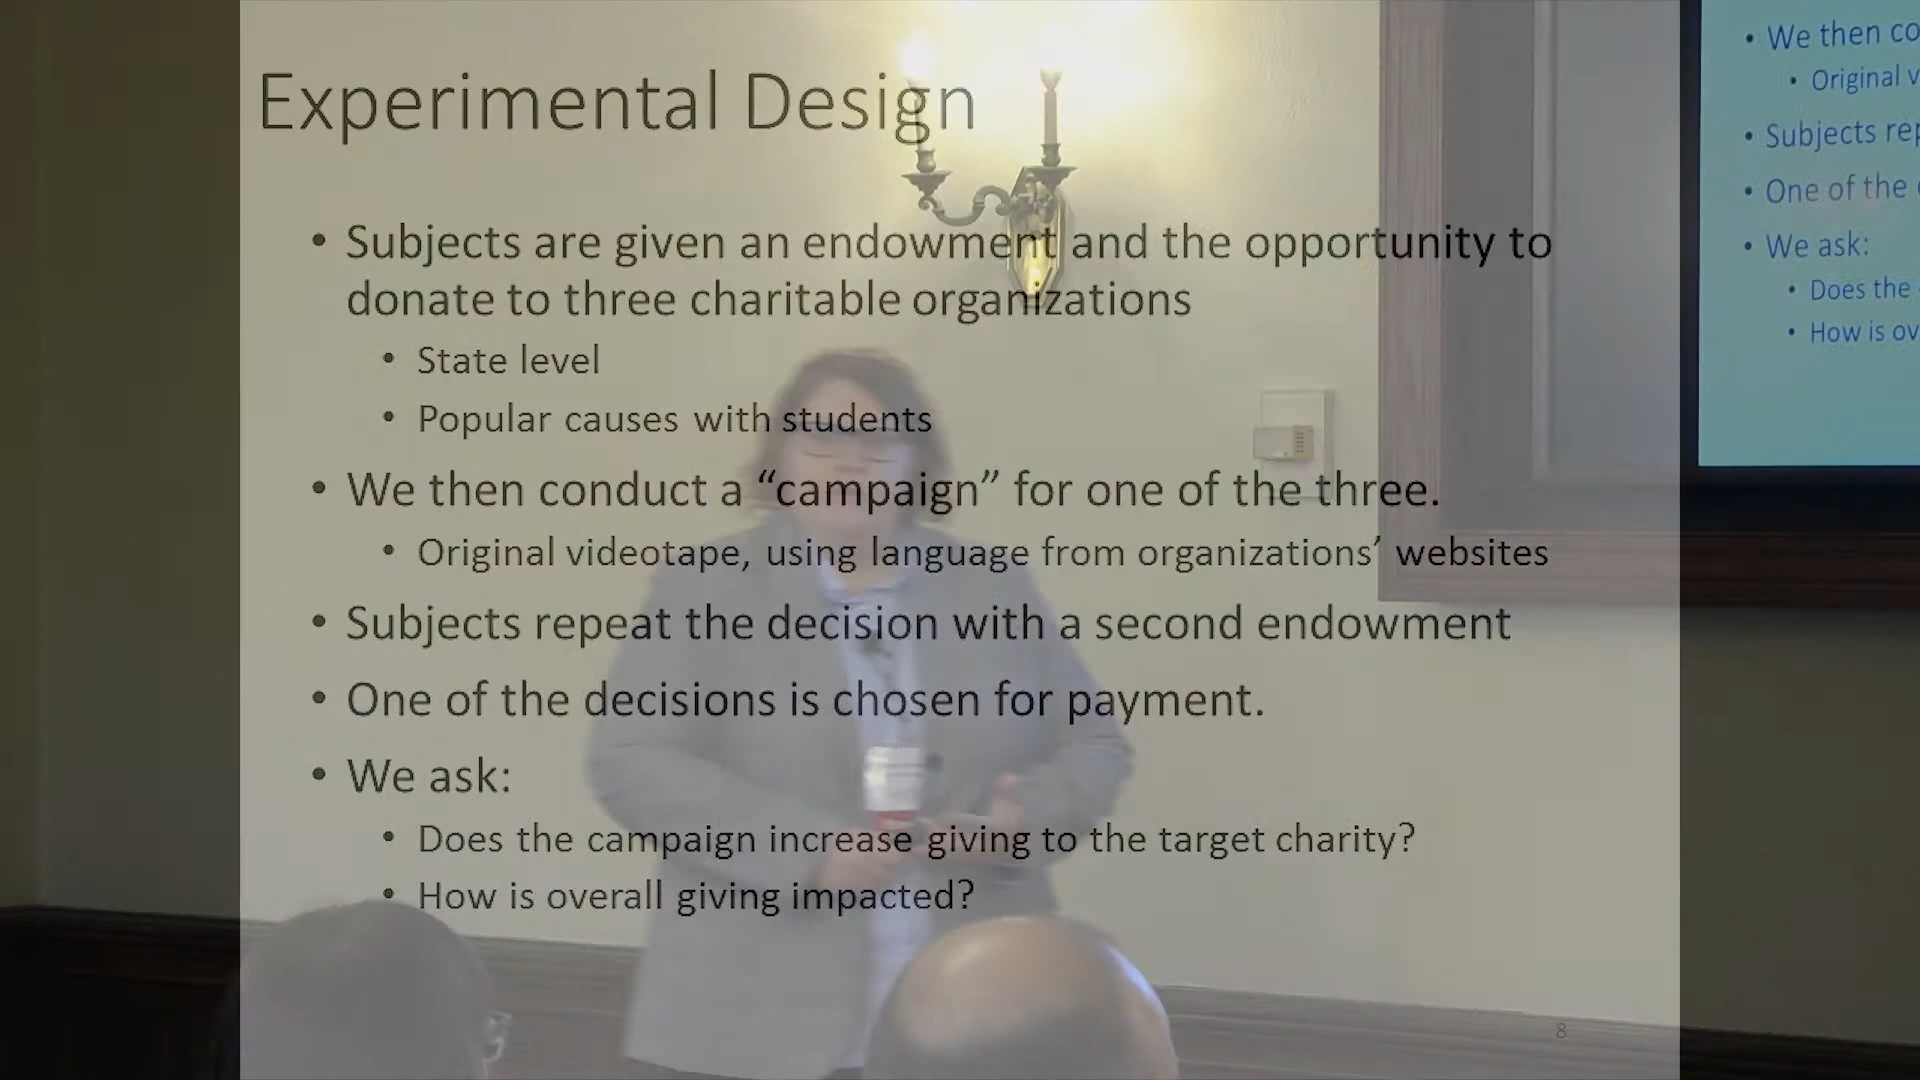 Experimental Design
• Subjects are given an endowment and the opportunity to
donate to three charitable organizations
• State level
• Popular causes with students
• We then conduct a “campaign” for one of the three.
• Original videotape, using language from organizations’ websites
• Subjects repeat the decision with a second endowment
• One of the decisions is chosen for payment.
• We ask:
• Does the campaign increase giving to the target charity?
• How is overall giving impacted?
8
• We then co
• Original v
• Subjects rep
• One of the
• We ask:
• Does the
• How is ov